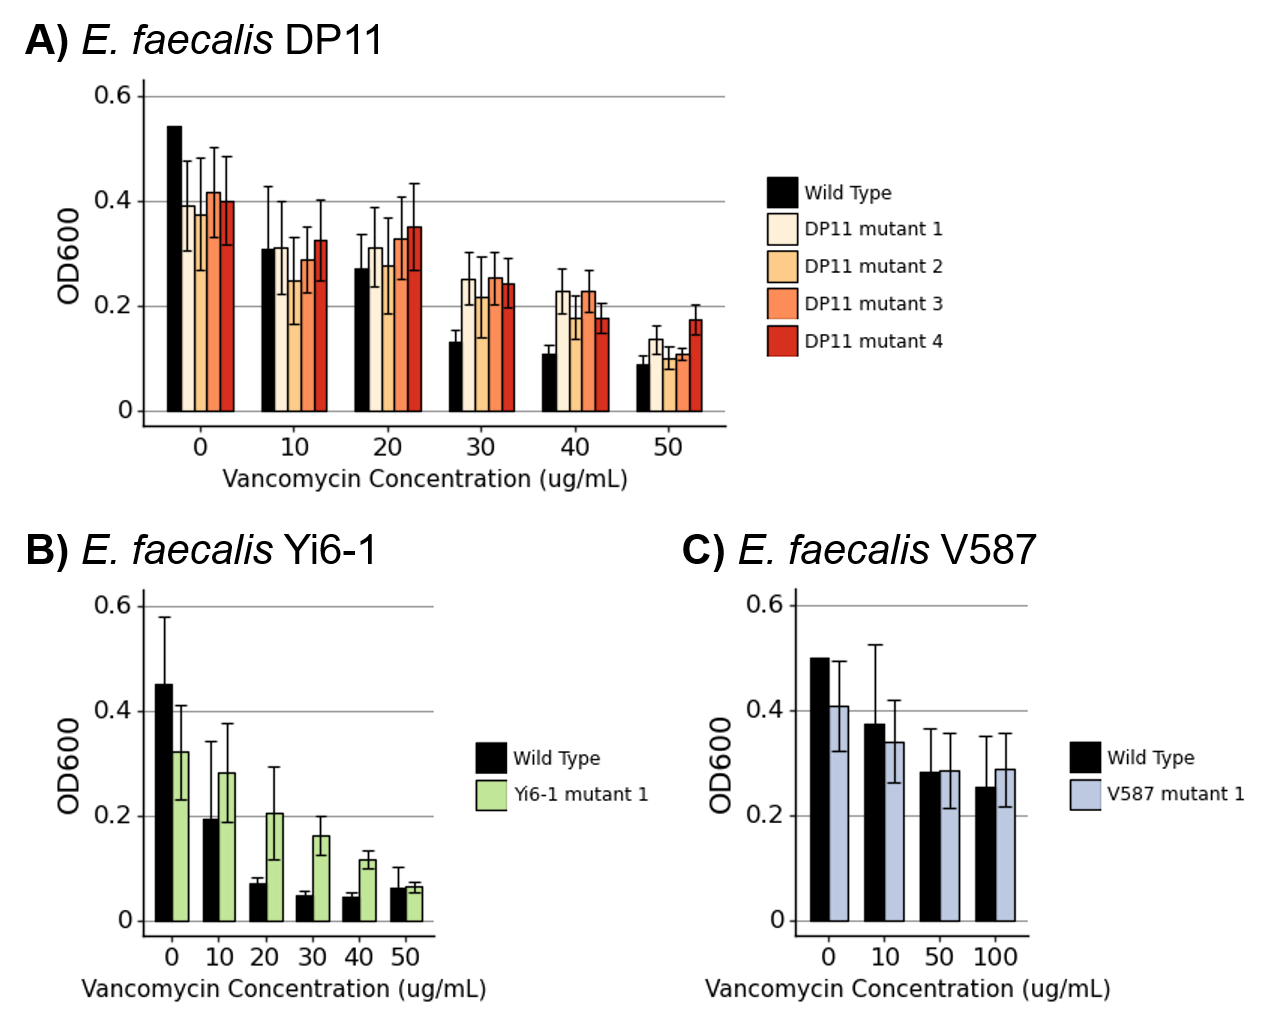 A) E. faecalis DP11
0.6
0.4
0.2
0
OD600
0 10 20 30 40 50
Vancomycin Concentration (ug/mL)
Wild Type
DP11 mutant 1
DP11 mutant 2
DP11 mutant 3
DP11 mutant 4
B) E. faecalis Yi6-1
0.6
0.4
0.2
0
OD600
0 10 20 30 40 50
Vancomycin Concentration (ug/mL)
Wild Type
Yi6-1 mutant 1
C) E. faecalis V587
0.6
0.4
0.2
0
OD600
0 10 50 100
Vancomycin Concentration (ug/mL)
Wild Type
V587 mutant 1